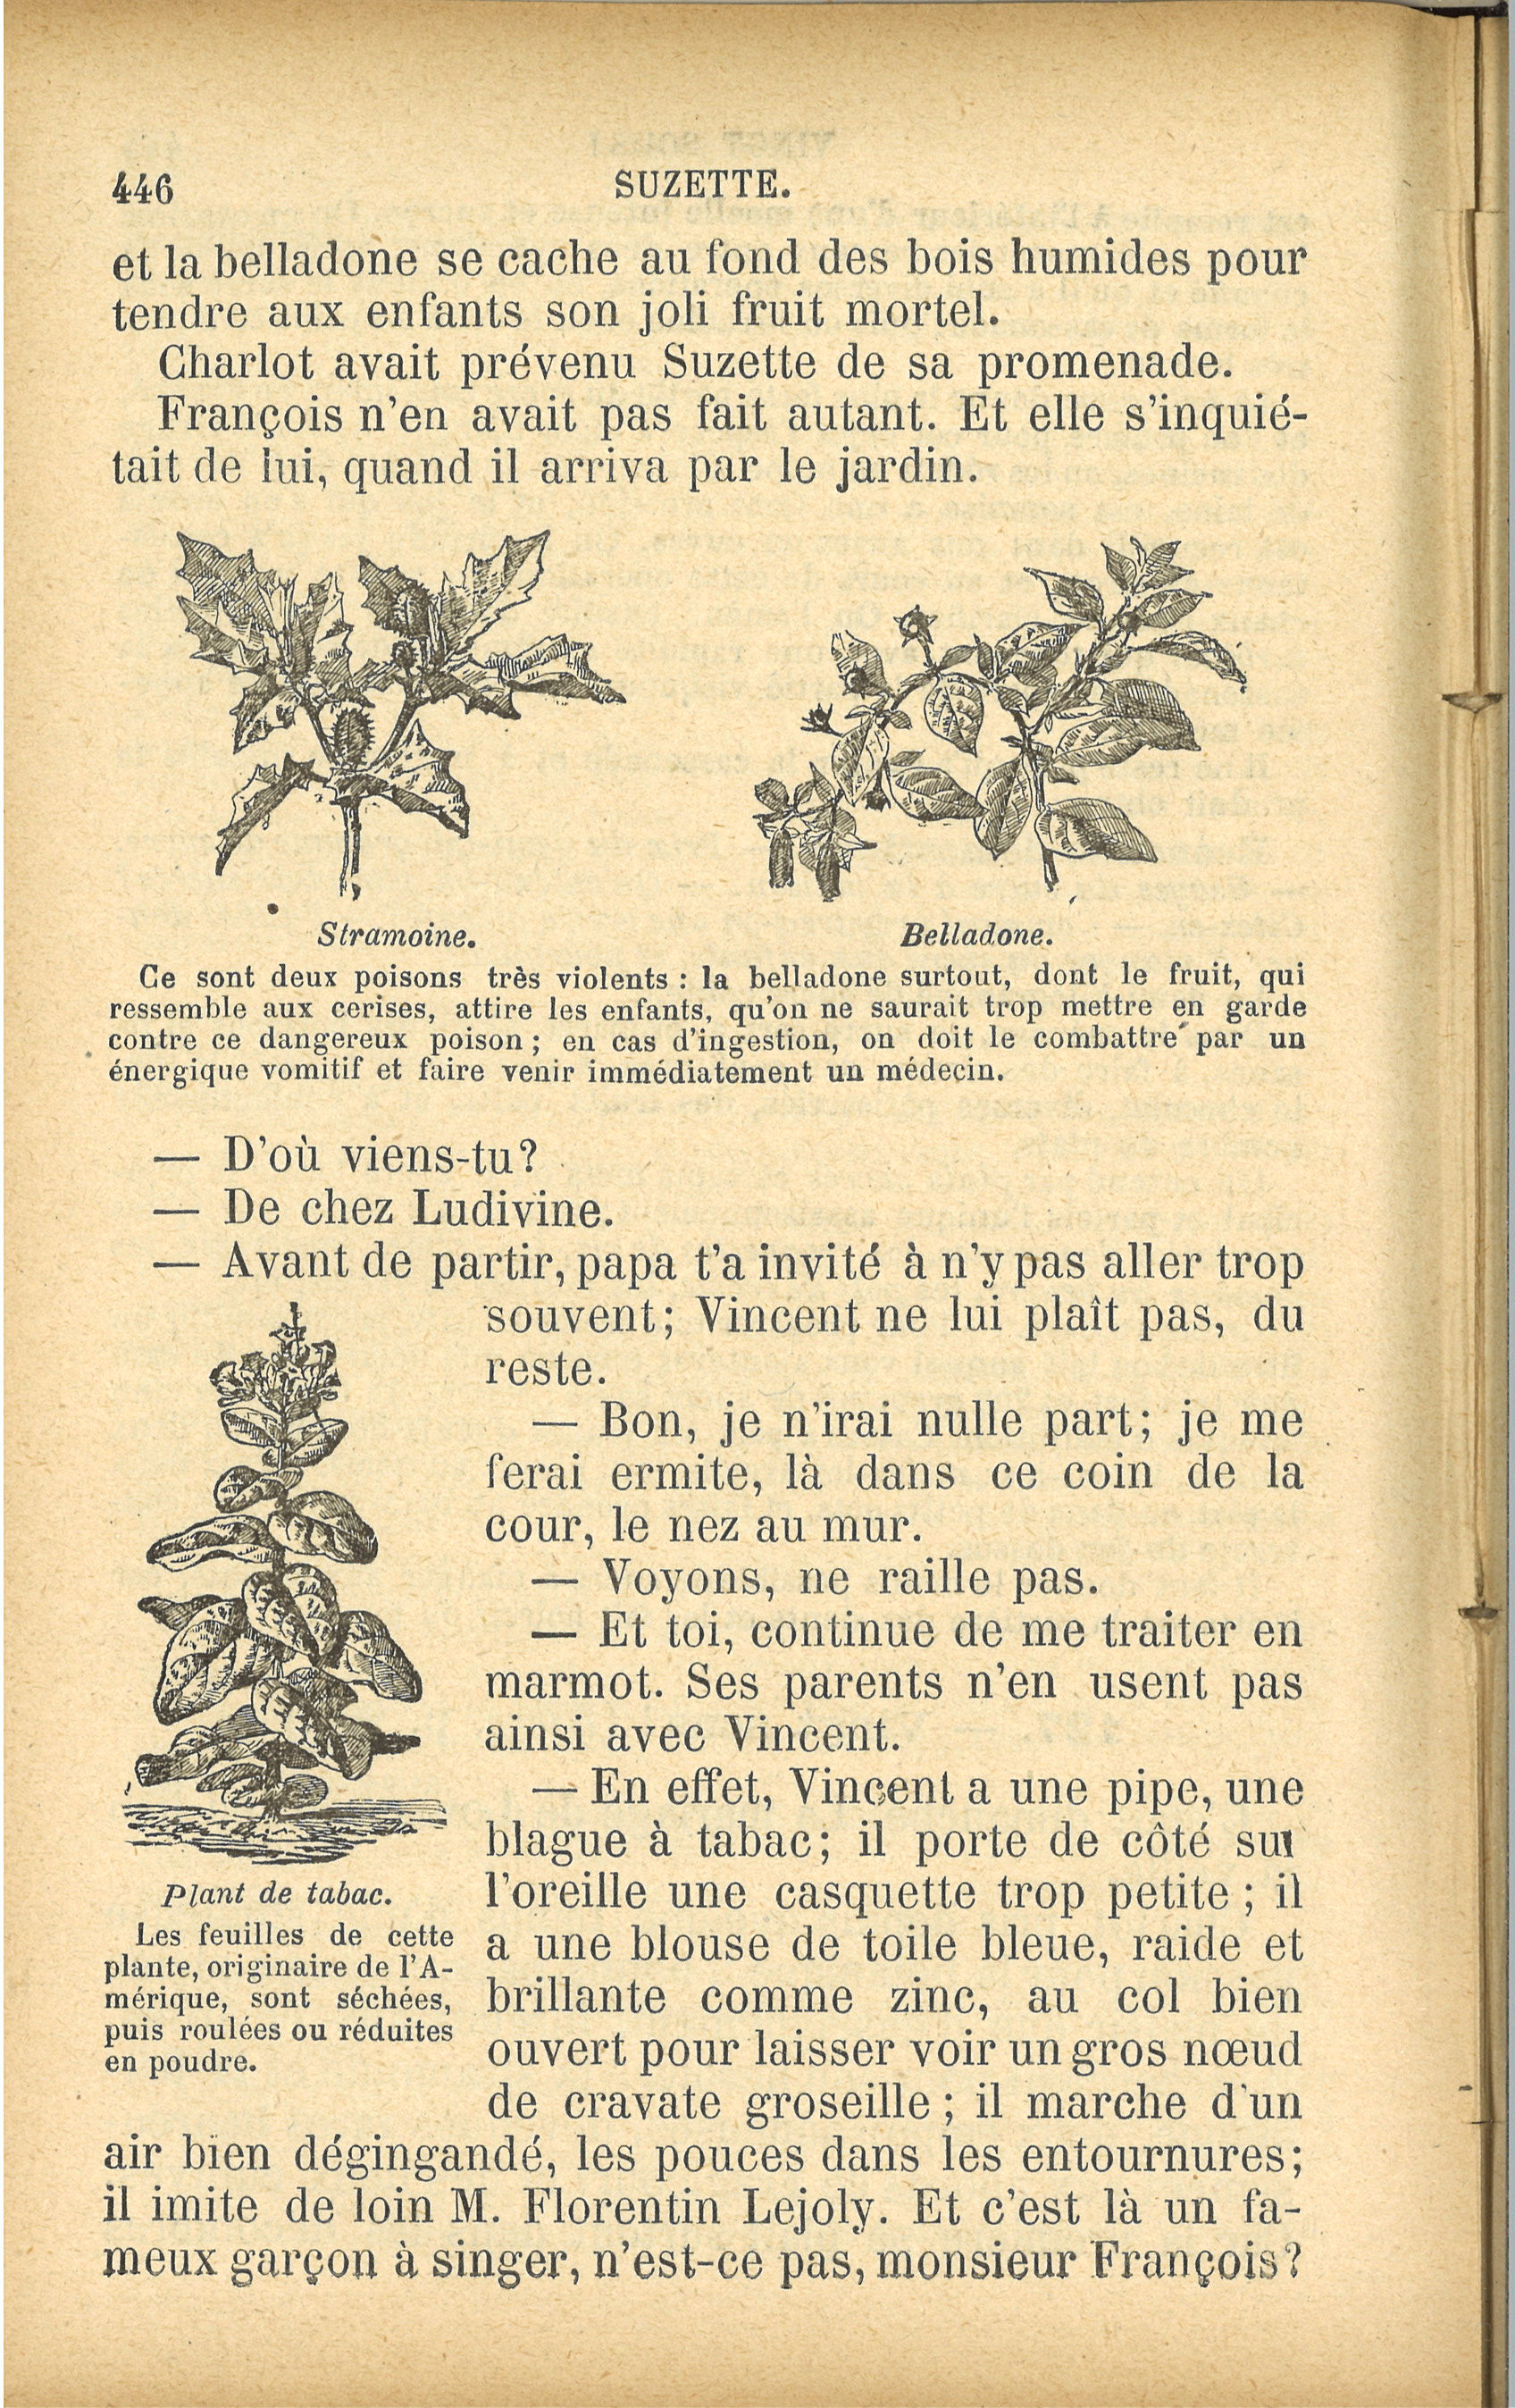 446
SUZETTE.
et la belladone se cache au fond des bois humides pour
tendre aux enfants son joli fruit mortel.
Charlot avait prévenu Suzette de sa promenade.
François n'en avait pas fait autant. Et elle s'inquié-
tait de lui, quand il arriva par le jardin.
Stramoine.
Belladone.
Ce sont deux poisons très violents : la belladone surtout, dont le fruit, qui
ressemble aux cerises, attire les enfants, qu'on ne saurait trop mettre en garde
contre ce dangereux poison ; en cas d'ingestion, on doit le combattre par un
énergique vomitif et faire venir immédiatement un médecin.
— D'où viens-tu?
— De chez Ludivine.
— Avant de partir, papa t'a invité à n'y pas aller trop
souvent; Vincent ne lui plaît pas, du
reste.
— Bon, je n'irai nulle part; je me
ferai ermite, là dans ce coin de la
cour, le nez au mur.
— Voyons, ne raille pas.
— Et toi, continue de me traiter en
marmot. Ses parents n'en usent pas
ainsi avec Vincent.
— En effet, Vincent a une pipe, une
blague à tabac; il porte de côté sur
l'oreille une casquette trop petite ; il
a une blouse de toile bleue, raide et
brillante comme zinc, au col bien
ouvert pour laisser voir un gros nœud
de cravate groseille ; il marche d'un
Plant de tabac.
Les feuilles de cette
plante, originaire de l'A-
mérique, sont séchées,
puis roulées ou réduites
en poudre.
air bien dégingandé, les pouces dans les entournures;
il imite de loin M. Florentin Lejoly. Et c'est là un fa-
meux garçon à singer, n'est-ce pas, monsieur François?